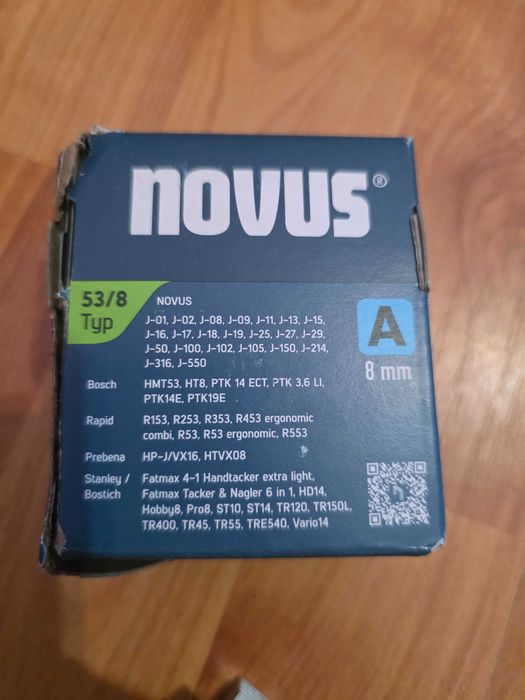 NOVUS®
53/8
Typ
NOVUS
J-01, J-02, J-08, J-09, J-11, J-13, J-15,
J-16, J-17, J-18, J-19, J-25, J-27, J-29,
J-50, J-100, J-102, J-105, J-150, J-214,
J-316, J-550
A
8 mm
Bosch HMT53, HT8, PTK 14 ECT, PTK 3,6 LI,
PTK14E, PTK19E
Rapid R153, R253, R353, R453 ergonomic
combi, R53, R53 ergonomic, R553
Prebena HP-J/VX16, HTVX08
Stanley / Fatmax 4-1 Handtacker extra light,
Bostich Fatmax Tacker & Nagler 6 in 1, HD14,
Hobby8, Pro8, ST10, ST14, TR120, TR150L,
TR400, TR45, TR55, TRE540, Vario14